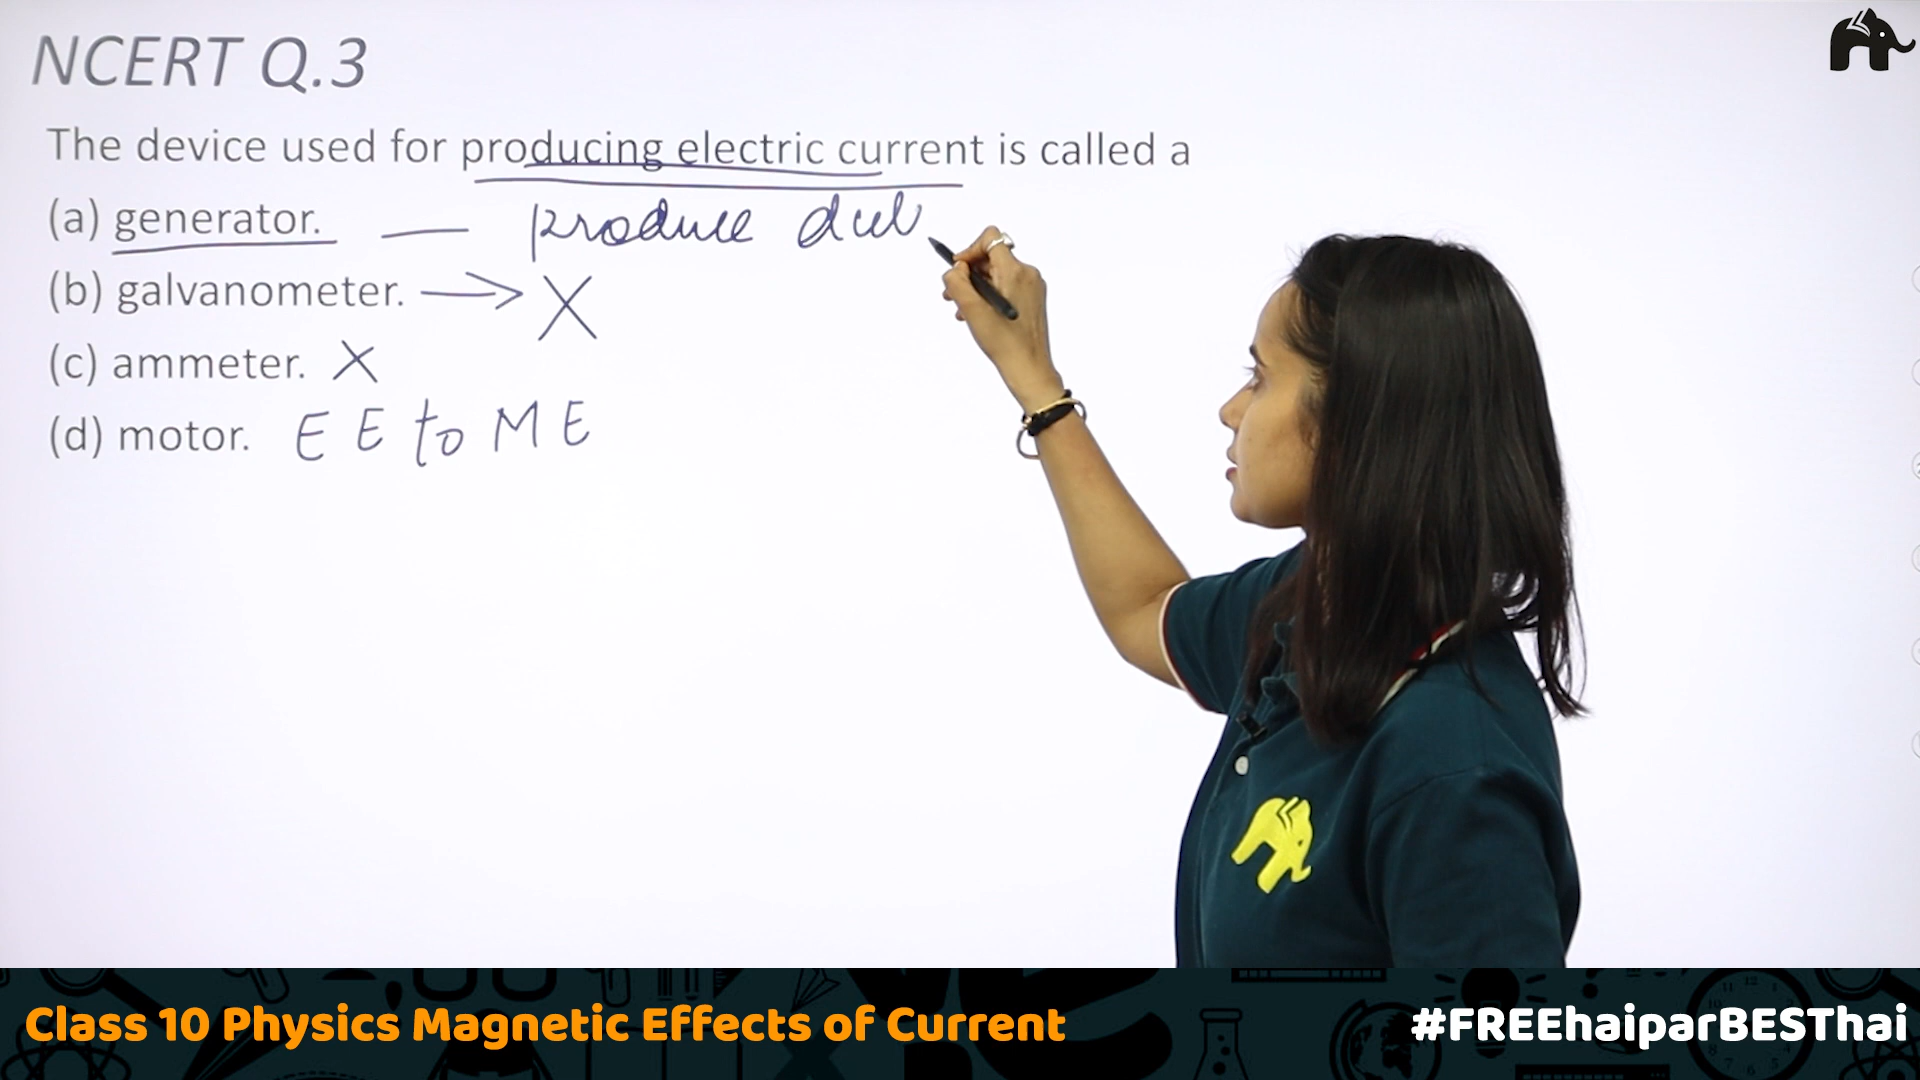 NCERT Q.3
The device used for producing electric current is called a
(a) generator. — produce
(b) galvanometer. → X
(c) ammeter. X
(d) motor. E E to M E
Class 10 Physics Magnetic Effects of Current
#FREEhaiparBESThai